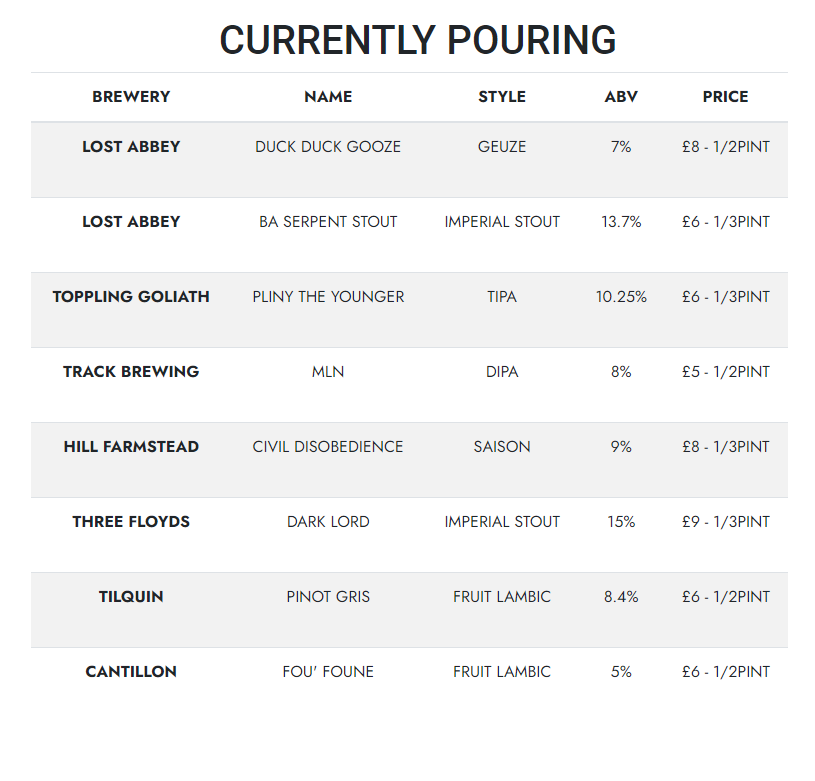 CURRENTLY POURING
BREWERY NAME STYLE ABV PRICE
LOST ABBEY DUCK DUCK GOOZE GEUZE 7% £8 - 1/2PINT
LOST ABBEY BA SERPENT STOUT IMPERIAL STOUT 13.7% £6 - 1/3PINT
TOPPLING GOLIATH PLINY THE YOUNGER TIPA 10.25% £6 - 1/3PINT
TRACK BREWING MLN DIPA 8% £5 - 1/2PINT
HILL FARMSTEAD CIVIL DISOBEDIENCE SAISON 9% £8 - 1/3PINT
THREE FLOYDS DARK LORD IMPERIAL STOUT 15% £9 - 1/3PINT
TILQUIN PINOT GRIS FRUIT LAMBIC 8.4% £6 - 1/2PINT
CANTILLON FOU' FOUNE FRUIT LAMBIC 5% £6 - 1/2PINT